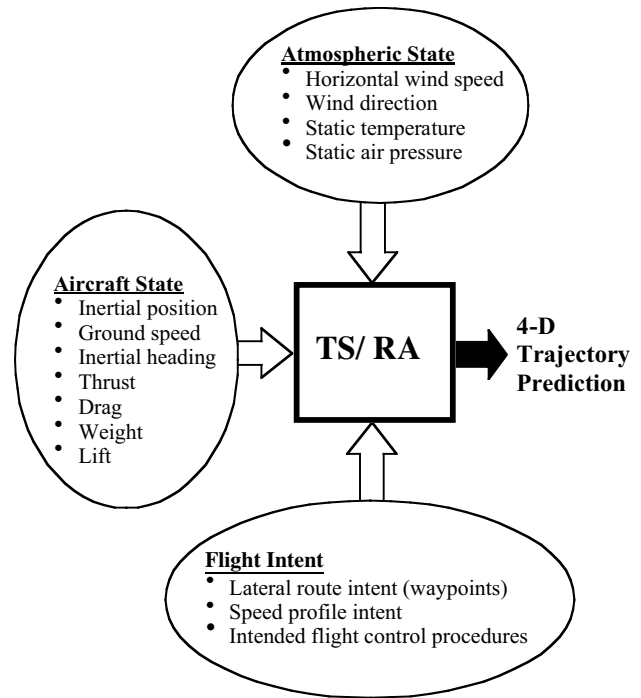 Atmospheric State
• Horizontal wind speed
• Wind direction
• Static temperature
• Static air pressure
Aircraft State
• Inertial position
• Ground speed
• Inertial heading
• Thrust
• Drag
• Weight
• Lift
TS/ RA
4-D
Trajectory
Prediction
Flight Intent
• Lateral route intent (waypoints)
• Speed profile intent
• Intended flight control procedures